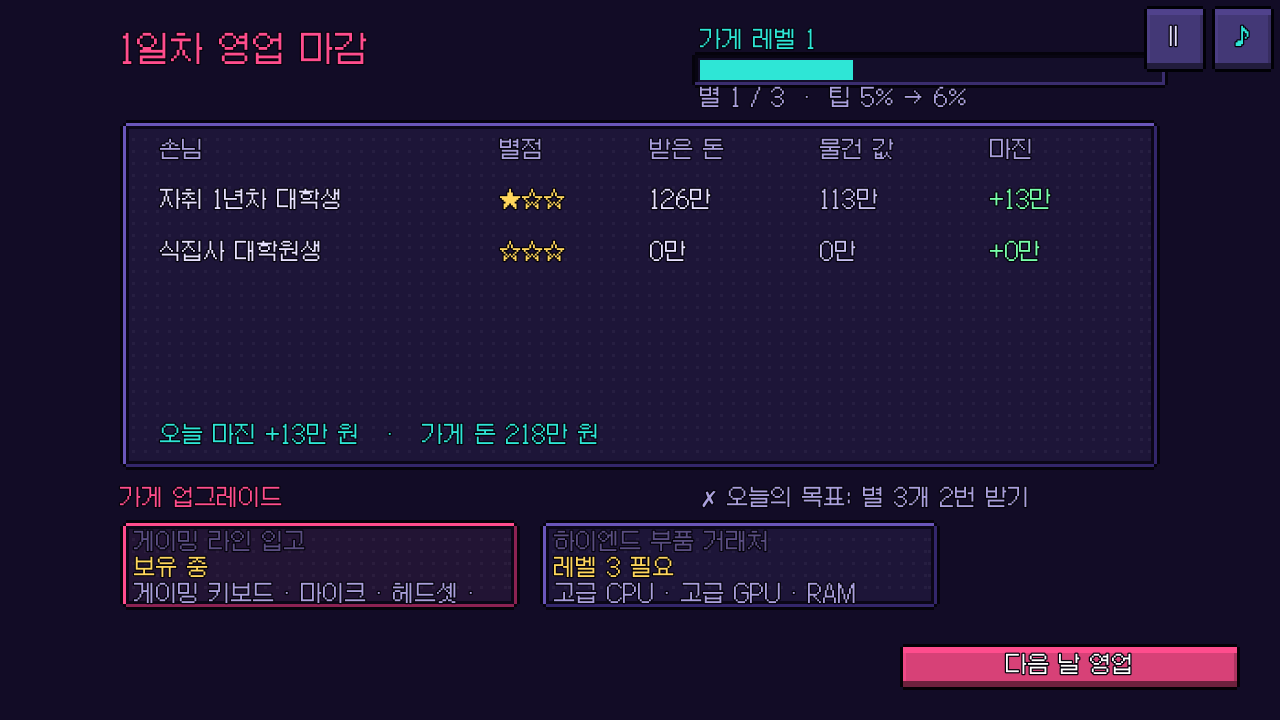 1일차 영업 마감
가게 레벨 1
별 1 / 3 · 팁 5% → 6%
손님 별점 받은 돈 물건 값 마진
자취 1년차 대학생 ★☆☆ 126만 113만 +13만
식집사 대학원생 ☆☆☆ 0만 0만 +0만
오늘 마진 +13만 원 · 가게 돈 218만 원
가게 업그레이드
✗ 오늘의 목표: 별 3개 2번 받기
게이밍 라인 입고
보유 중
게이밍 키보드 · 마이크 · 헤드셋 ·
하이엔드 부품 거래처
레벨 3 필요
고급 CPU · 고급 GPU · RAM
다음 날 영업